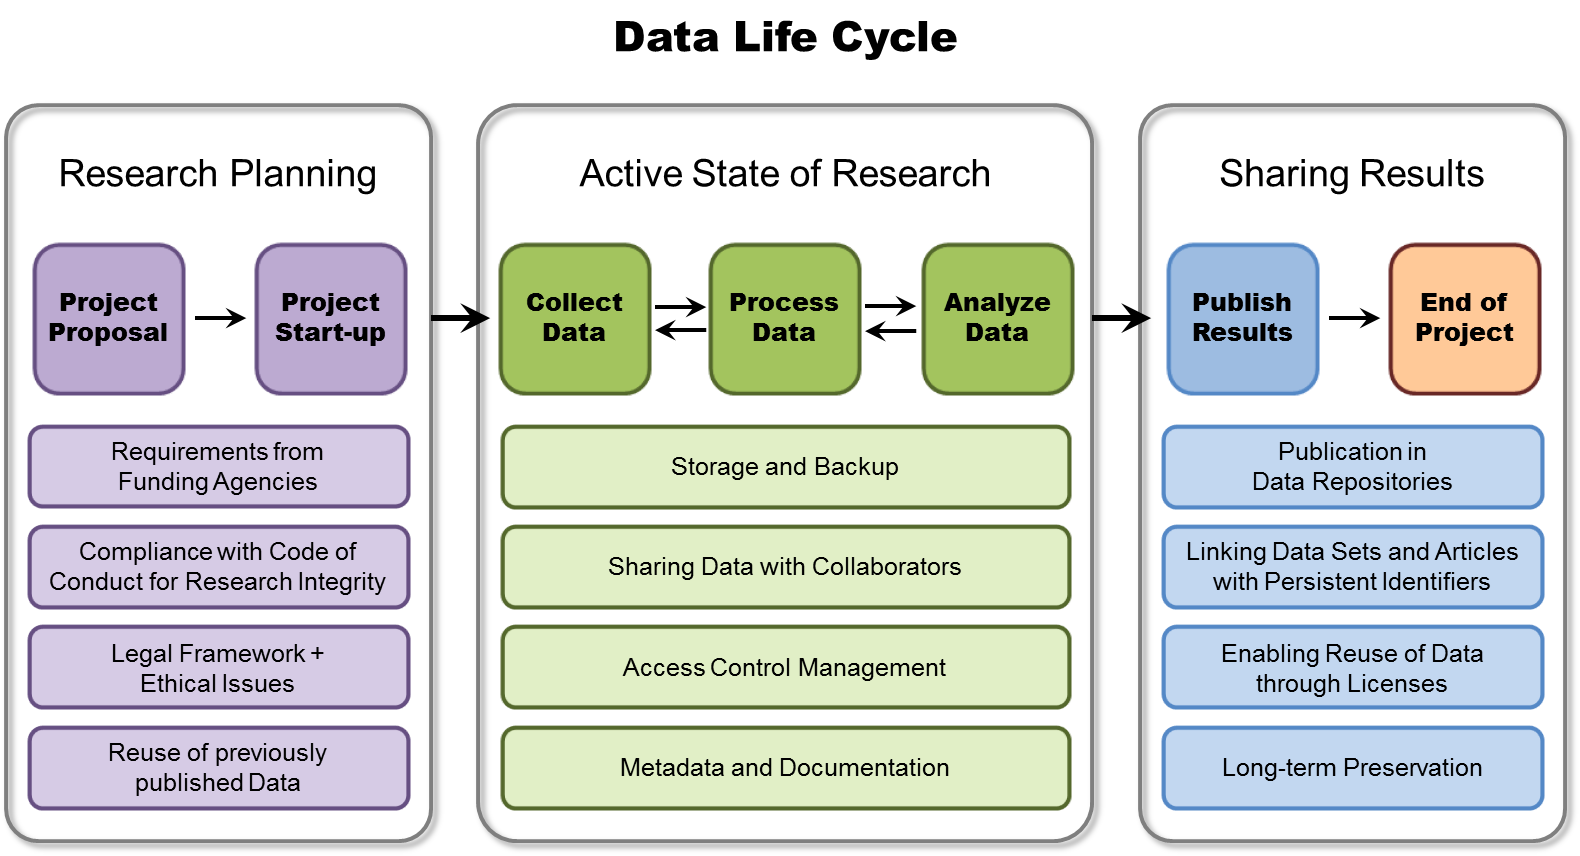 Data Life Cycle
Research Planning
Project
Proposal
Project
Start-up
Requirements from
Funding Agencies
Compliance with Code of
Conduct for Research Integrity
Legal Framework +
Ethical Issues
Reuse of previously
published Data
Active State of Research
Collect
Data
Process
Data
Analyze
Data
Storage and Backup
Sharing Data with Collaborators
Access Control Management
Metadata and Documentation
Sharing Results
Publish
Results
End of
Project
Publication in
Data Repositories
Linking Data Sets and Articles
with Persistent Identifiers
Enabling Reuse of Data
through Licenses
Long-term Preservation